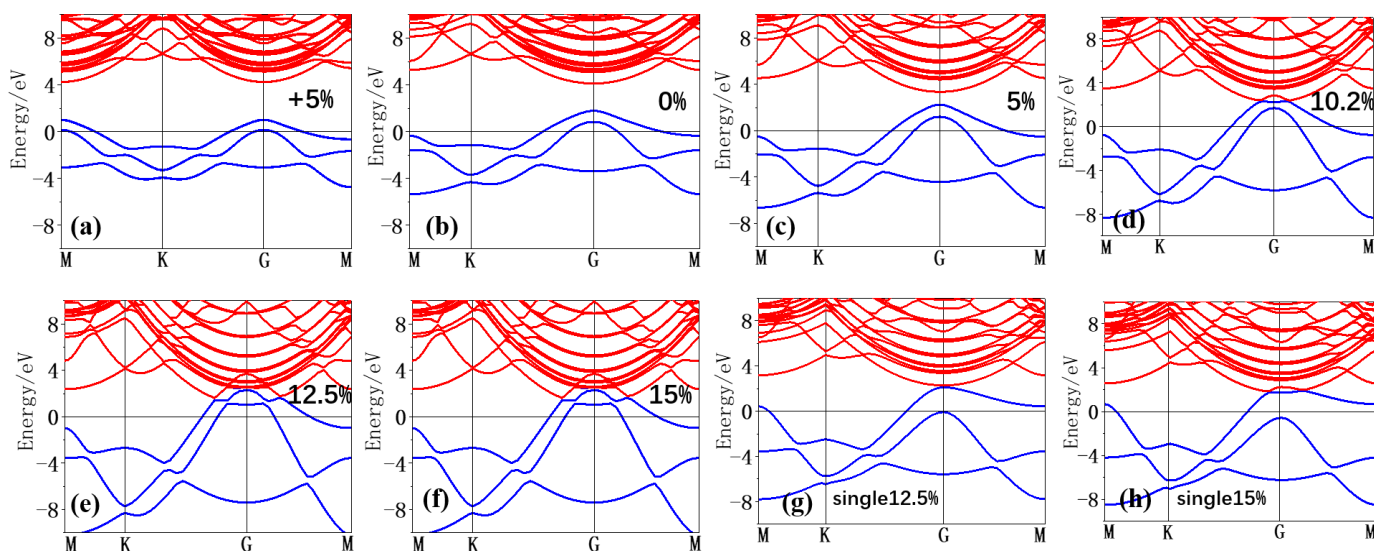 8
4
0
−4
−8
Energy/eV
+5%
(a)
M K G M
8
4
0
−4
−8
Energy/eV
0%
(b)
M K G M
8
4
0
−4
−8
Energy/eV
5%
(c)
M K G M
8
4
0
−4
−8
Energy/eV
10.2%
(d)
M K G M
8
4
0
−4
−8
Energy/eV
12.5%
(e)
M K G M
8
4
0
−4
−8
Energy/eV
15%
(f)
M K G M
8
4
0
−4
−8
Energy/eV
(g)
single12.5%
M K G M
8
4
0
−4
−8
Energy/eV
(h)
single15%
M K G M